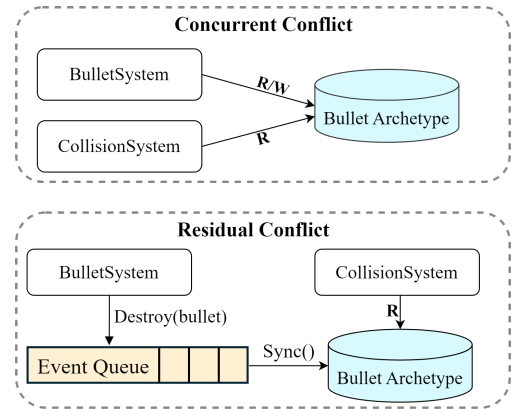 Concurrent Conflict
BulletSystem
R/W
CollisionSystem
R
Bullet Archetype
Residual Conflict
BulletSystem
CollisionSystem
Destroy(bullet)
R
Event Queue
Sync()
Bullet Archetype